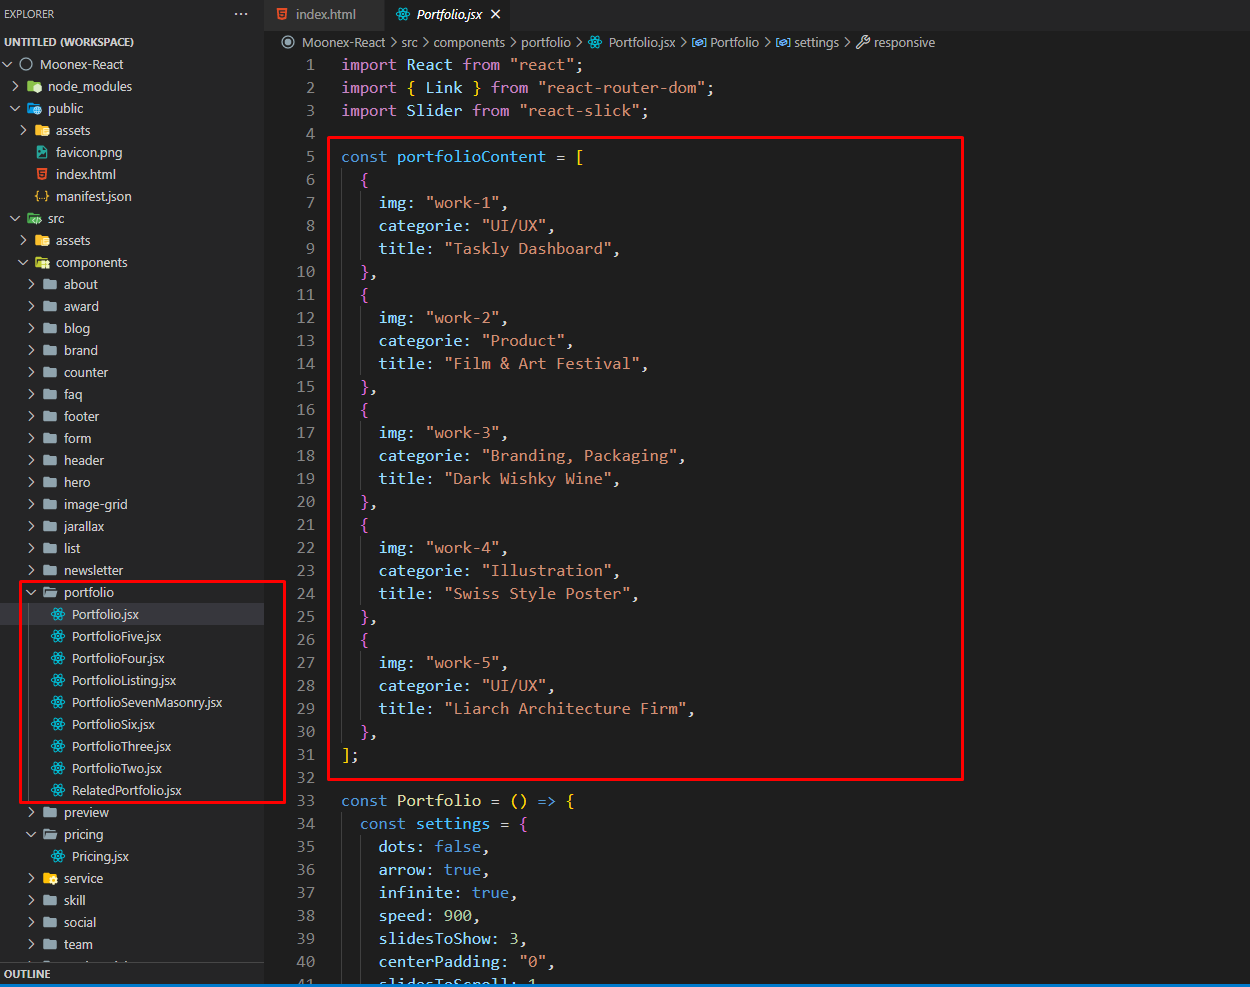 EXPLORER
···
UNTITLED (WORKSPACE)
Moonex-React
node_modules
public
assets
favicon.png
index.html
manifest.json
src
assets
components
about
award
blog
brand
counter
faq
footer
form
header
hero
image-grid
jarallax
list
newsletter
portfolio
Portfolio.jsx
PortfolioFive.jsx
PortfolioFour.jsx
PortfolioListing.jsx
PortfolioSevenMasonry.jsx
PortfolioSix.jsx
PortfolioThree.jsx
PortfolioTwo.jsx
RelatedPortfolio.jsx
preview
pricing
Pricing.jsx
service
skill
social
team
OUTLINE
index.html
Portfolio.jsx
Moonex-React > src > components > portfolio > Portfolio.jsx > Portfolio > settings > responsive
1 import React from "react";
2 import { Link } from "react-router-dom";
3 import Slider from "react-slick";
4
5 const portfolioContent = [
6 {
7 img: "work-1",
8 categorie: "UI/UX",
9 title: "Taskly Dashboard",
10 },
11 {
12 img: "work-2",
13 categorie: "Product",
14 title: "Film & Art Festival",
15 },
16 {
17 img: "work-3",
18 categorie: "Branding, Packaging",
19 title: "Dark Wishky Wine",
20 },
21 {
22 img: "work-4",
23 categorie: "Illustration",
24 title: "Swiss Style Poster",
25 },
26 {
27 img: "work-5",
28 categorie: "UI/UX",
29 title: "Liarch Architecture Firm",
30 },
31 ];
32
33 const Portfolio = () => {
34 const settings = {
35 dots: false,
36 arrow: true,
37 infinite: true,
38 speed: 900,
39 slidesToShow: 3,
40 centerPadding: "0",
41 slidesToScroll: 1